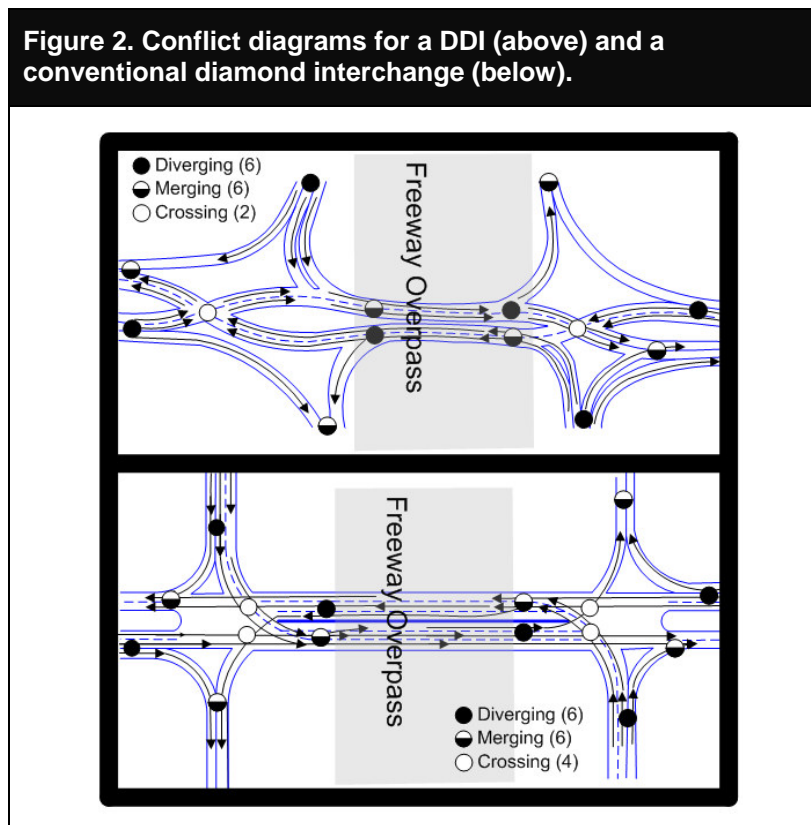 Figure 2. Conflict diagrams for a DDI (above) and a
conventional diamond interchange (below).
Diverging (6)
Merging (6)
Crossing (2)
Freeway Overpass
Freeway Overpass
Diverging (6)
Merging (6)
Crossing (4)